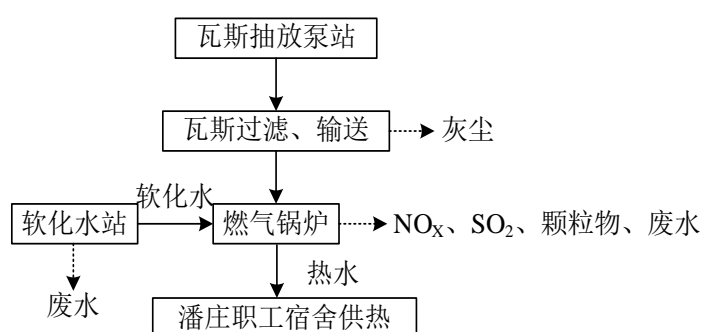 瓦斯抽放泵站
瓦斯过滤、输送
灰尘
软化水
软化水站
燃气锅炉
NOX、SO2、颗粒物、废水
热水
废水
潘庄职工宿舍供热